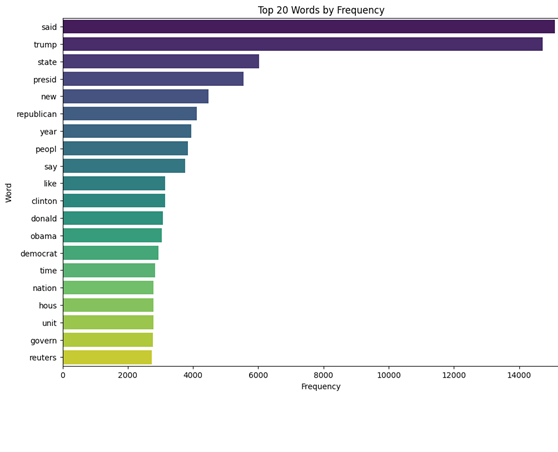 Top 20 Words by Frequency
said
trump
state
presid
new
republican
year
peopl
say
like
clinton
donald
obama
democrat
time
nation
hous
unit
govern
reuters
Word
0 2000 4000 6000 8000 10000 12000 14000
Frequency